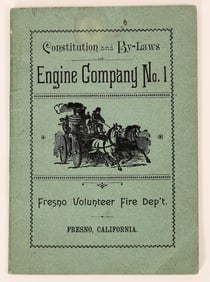 Constitution and By-Laws
OF
Engine Company No. 1
Fresno Volunteer Fire Dep't.
FRESNO, CALIFORNIA.